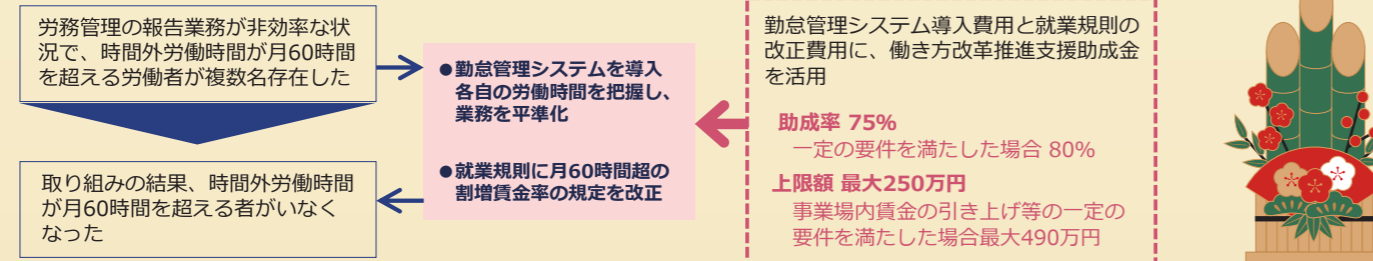 労務管理の報告業務が非効率な状
況で、時間外労働時間が月60時間
を超える労働者が複数名存在した
●勤怠管理システムを導入
各自の労働時間を把握し、
業務を平準化
●就業規則に月60時間超の
割増賃金率の規定を改正
取り組みの結果、時間外労働時間
が月60時間を超える者がいなく
なった
勤怠管理システム導入費用と就業規則の
改正費用に、働き方改革推進支援助成金
を活用
助成率 75%
一定の要件を満たした場合 80%
上限額 最大250万円
事業場内賃金の引き上げ等の一定の
要件を満たした場合最大490万円